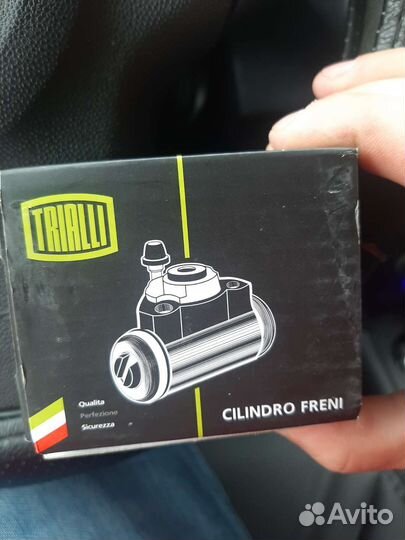 TRIALLI
Qualita
Perfezione
Sicurezza
CILINDRO FRENI
Avito